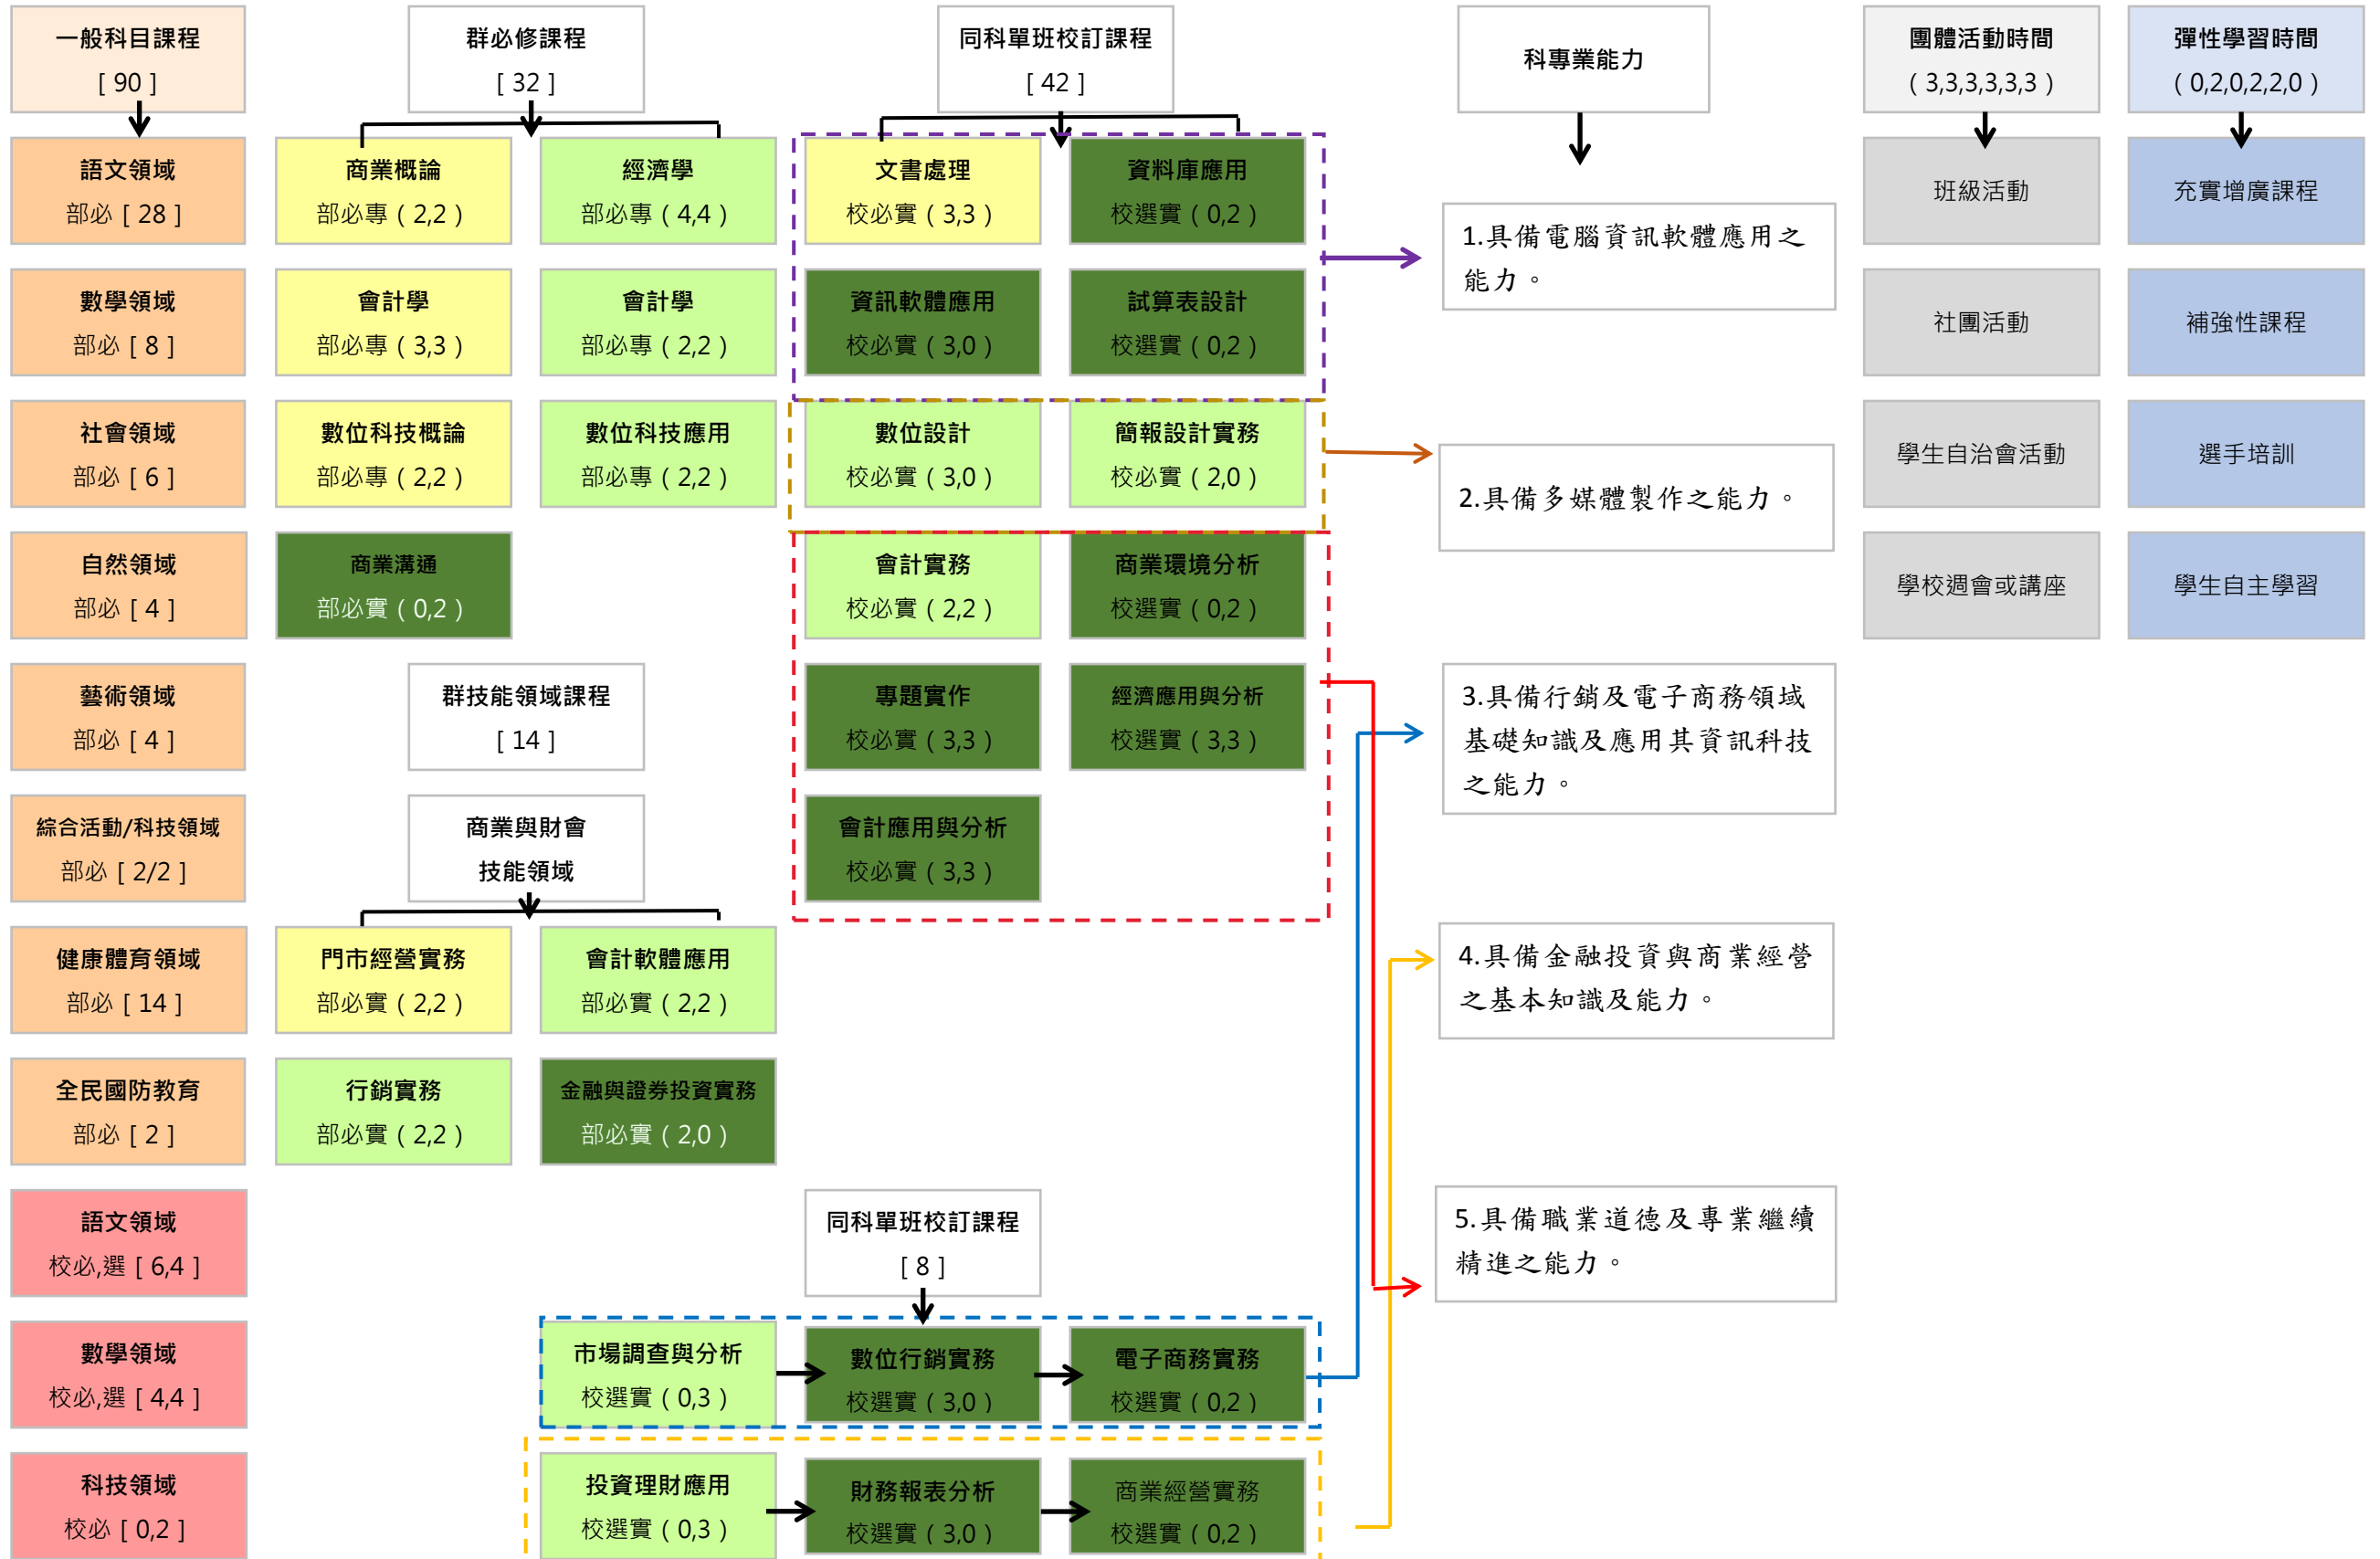 一般科目課程
[ 90 ]
語文領域
部必 [ 28 ]
數學領域
部必 [ 8 ]
社會領域
部必 [ 6 ]
自然領域
部必 [ 4 ]
藝術領域
部必 [ 4 ]
綜合活動/科技領域
部必 [ 2/2 ]
健康體育領域
部必 [ 14 ]
全民國防教育
部必 [ 2 ]
語文領域
校必,選 [ 6,4 ]
數學領域
校必,選 [ 4,4 ]
科技領域
校必 [ 0,2 ]
群必修課程
[ 32 ]
商業概論
部必專 ( 2,2 )
經濟學
部必專 ( 4,4 )
會計學
部必專 ( 3,3 )
會計學
部必專 ( 2,2 )
數位科技概論
部必專 ( 2,2 )
數位科技應用
部必專 ( 2,2 )
商業溝通
部必實 ( 0,2 )
群技能領域課程
[ 14 ]
商業與財會
技能領域
門市經營實務
部必實 ( 2,2 )
會計軟體應用
部必實 ( 2,2 )
行銷實務
部必實 ( 2,2 )
金融與證券投資實務
部必實 ( 2,0 )
同科單班校訂課程
[ 42 ]
文書處理
校必實 ( 3,3 )
資料庫應用
校選實 ( 0,2 )
資訊軟體應用
校必實 ( 3,0 )
試算表設計
校選實 ( 0,2 )
數位設計
校必實 ( 3,0 )
簡報設計實務
校必實 ( 2,0 )
會計實務
校必實 ( 2,2 )
商業環境分析
校選實 ( 0,2 )
專題實作
校必實 ( 3,3 )
經濟應用與分析
校選實 ( 3,3 )
會計應用與分析
校必實 ( 3,3 )
同科單班校訂課程
[ 8 ]
市場調查與分析
校選實 ( 0,3 )
數位行銷實務
校選實 ( 3,0 )
電子商務實務
校選實 ( 0,2 )
投資理財應用
校選實 ( 0,3 )
財務報表分析
校選實 ( 3,0 )
商業經營實務
校選實 ( 0,2 )
科專業能力
1.具備電腦資訊軟體應用之
能力。
2.具備多媒體製作之能力。
3.具備行銷及電子商務領域
基礎知識及應用其資訊科技
之能力。
4.具備金融投資與商業經營
之基本知識及能力。
5.具備職業道德及專業繼續
精進之能力。
團體活動時間
( 3,3,3,3,3,3 )
班級活動
社團活動
學生自治會活動
學校週會或講座
彈性學習時間
( 0,2,0,2,2,0 )
充實增廣課程
補強性課程
選手培訓
學生自主學習